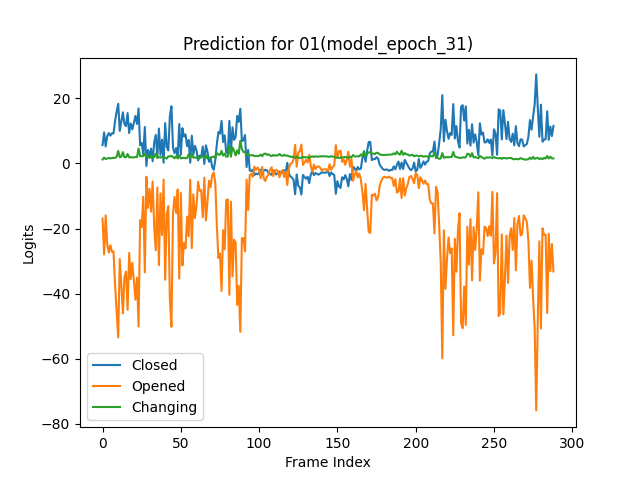 Prediction for 01(model_epoch_31)
Logits
20
0
−20
−40
−60
−80
Closed
Opened
Changing
0 50 100 150 200 250 300
Frame Index